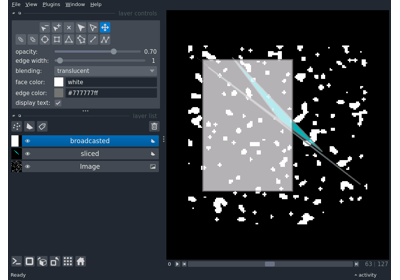 File View Plugins Window Help
layer controls
opacity: 0.70
edge width: 1
blending: translucent
face color: white
edge color: #777777ff
display text:
layer list
broadcasted
sliced
Image
63 127
Ready activity